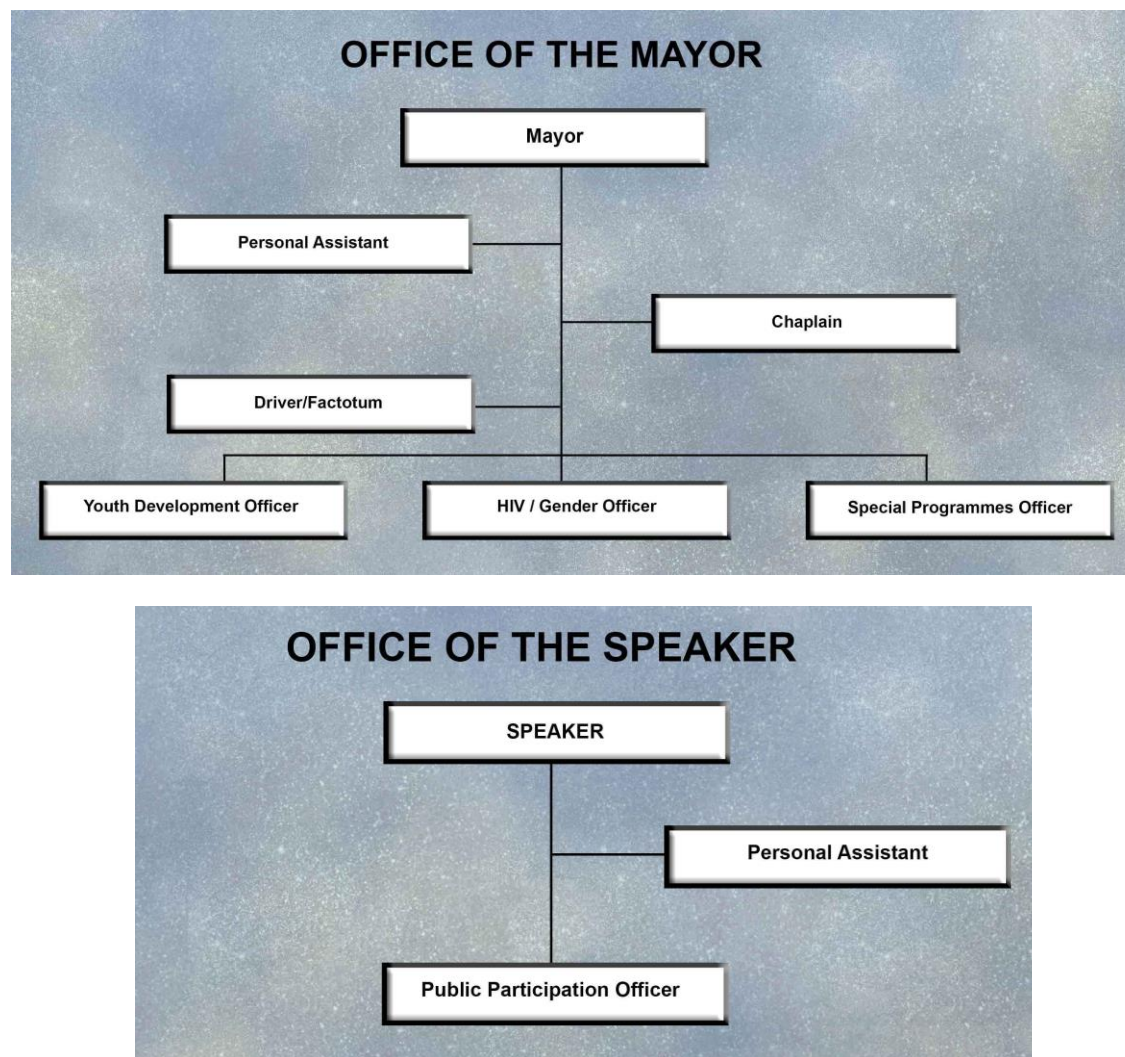 OFFICE OF THE MAYOR
Mayor
Personal Assistant
Chaplain
Driver/Factotum
Youth Development Officer
HIV / Gender Officer
Special Programmes Officer
OFFICE OF THE SPEAKER
SPEAKER
Personal Assistant
Public Participation Officer